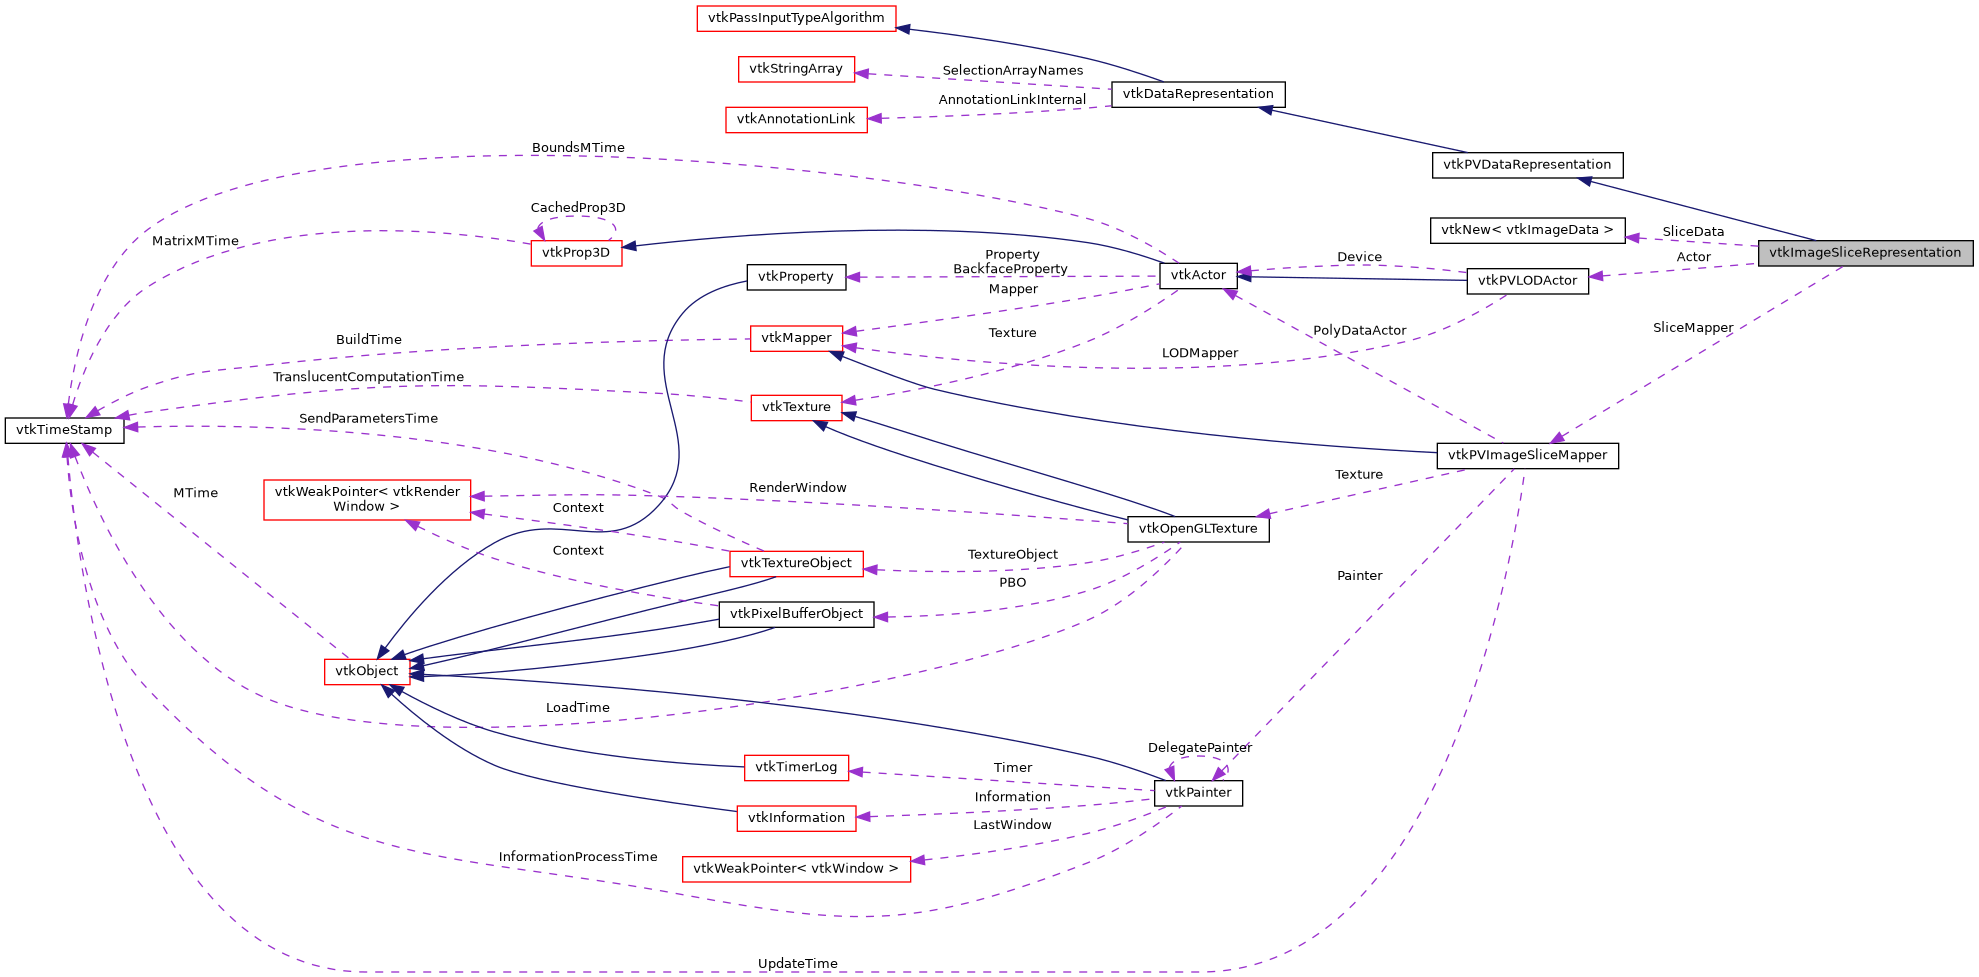 vtkPassInputTypeAlgorithm
vtkStringArray
SelectionArrayNames
vtkDataRepresentation
AnnotationLinkInternal
vtkAnnotationLink
BoundsMTime
vtkPVDataRepresentation
CachedProp3D
vtkNew< vtkImageData >
SliceData
MatrixMTime
vtkProp3D
vtkImageSliceRepresentation
Property
BackfaceProperty
Device
Actor
vtkProperty
vtkActor
vtkPVLODActor
Mapper
BuildTime
vtkMapper
Texture
PolyDataActor
SliceMapper
LODMapper
TranslucentComputationTime
vtkTexture
SendParametersTime
vtkTimeStamp
vtkPVImageSliceMapper
MTime
vtkWeakPointer< vtkRender
Window >
RenderWindow
Texture
Context
vtkOpenGLTexture
Context
TextureObject
vtkTextureObject
PBO
Painter
vtkPixelBufferObject
vtkObject
LoadTime
DelegatePainter
vtkTimerLog
Timer
vtkPainter
Information
vtkInformation
LastWindow
InformationProcessTime
vtkWeakPointer< vtkWindow >
UpdateTime